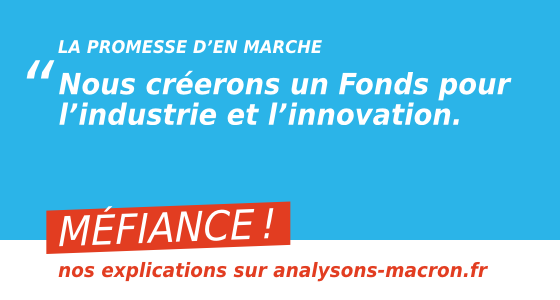 LA PROMESSE D’EN MARCHE
“ Nous créerons un Fonds pour
l’industrie et l’innovation.
MÉFIANCE !
nos explications sur analysons-macron.fr